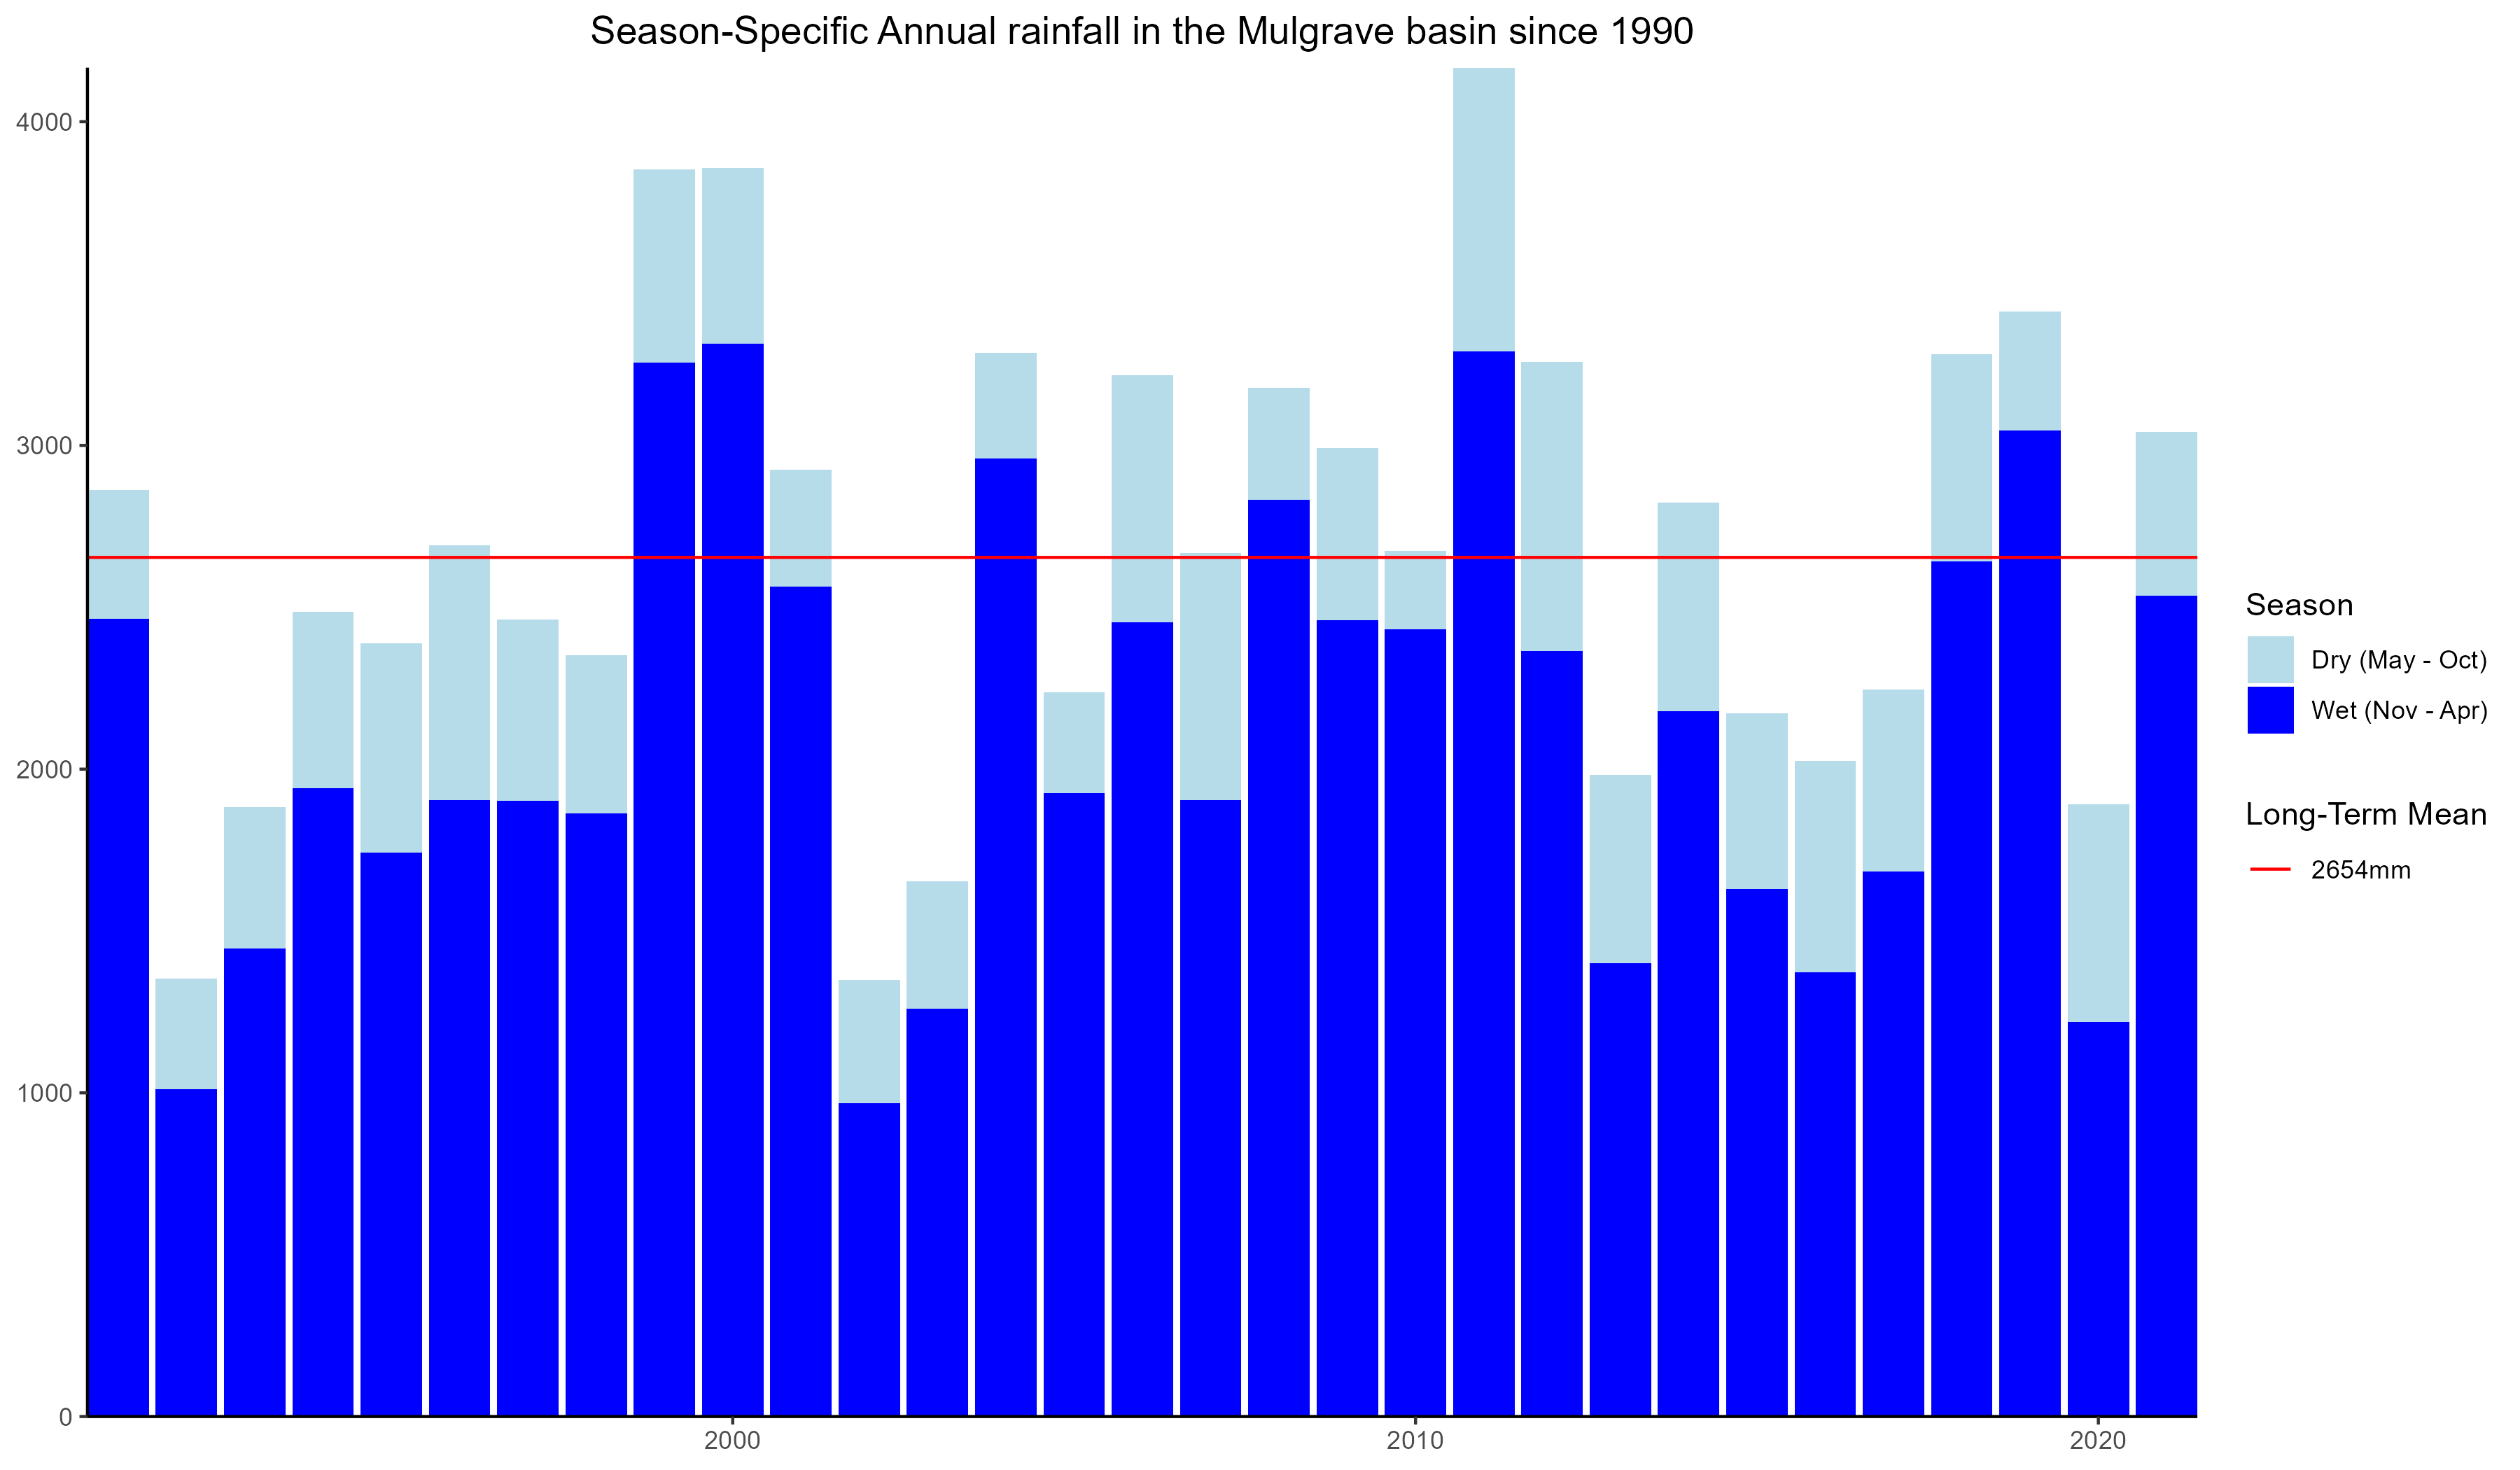 Season-Specific Annual rainfall in the Mulgrave basin since 1990
4000
3000
2000
1000
0
2000
2010
2020
Season
Dry (May - Oct)
Wet (Nov - Apr)
Long-Term Mean
2654mm